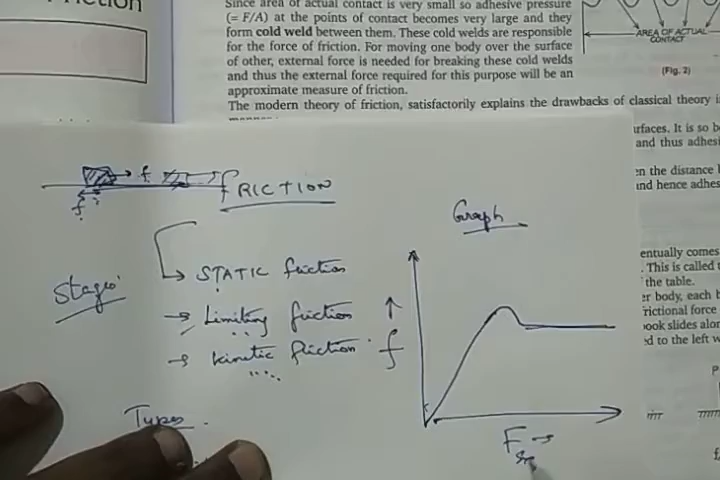 Since area of actual contact is very small so adhesive pressure
(= F/A) at the points of contact becomes very large and they
form cold weld between them. These cold welds are responsible
for the force of friction. For moving one body over the surface
of other, external force is needed for breaking these cold welds
and thus the external force required for this purpose will be an
approximate measure of friction.
The modern theory of friction, satisfactorily explains the drawbacks of classical theory
AREA OF ACTUAL
CONTACT
(Fig. 2)
urfaces. It is so b
and thus adhes
en the distance
and hence adhes
entually comes
. This is called
the table.
er body, each b
frictional force
ook slides alon
ed to the left w
P
f
f
FRICTION
Stages
STATIC friction
Limiting friction
kinetic friction
Types
Graph
f
F